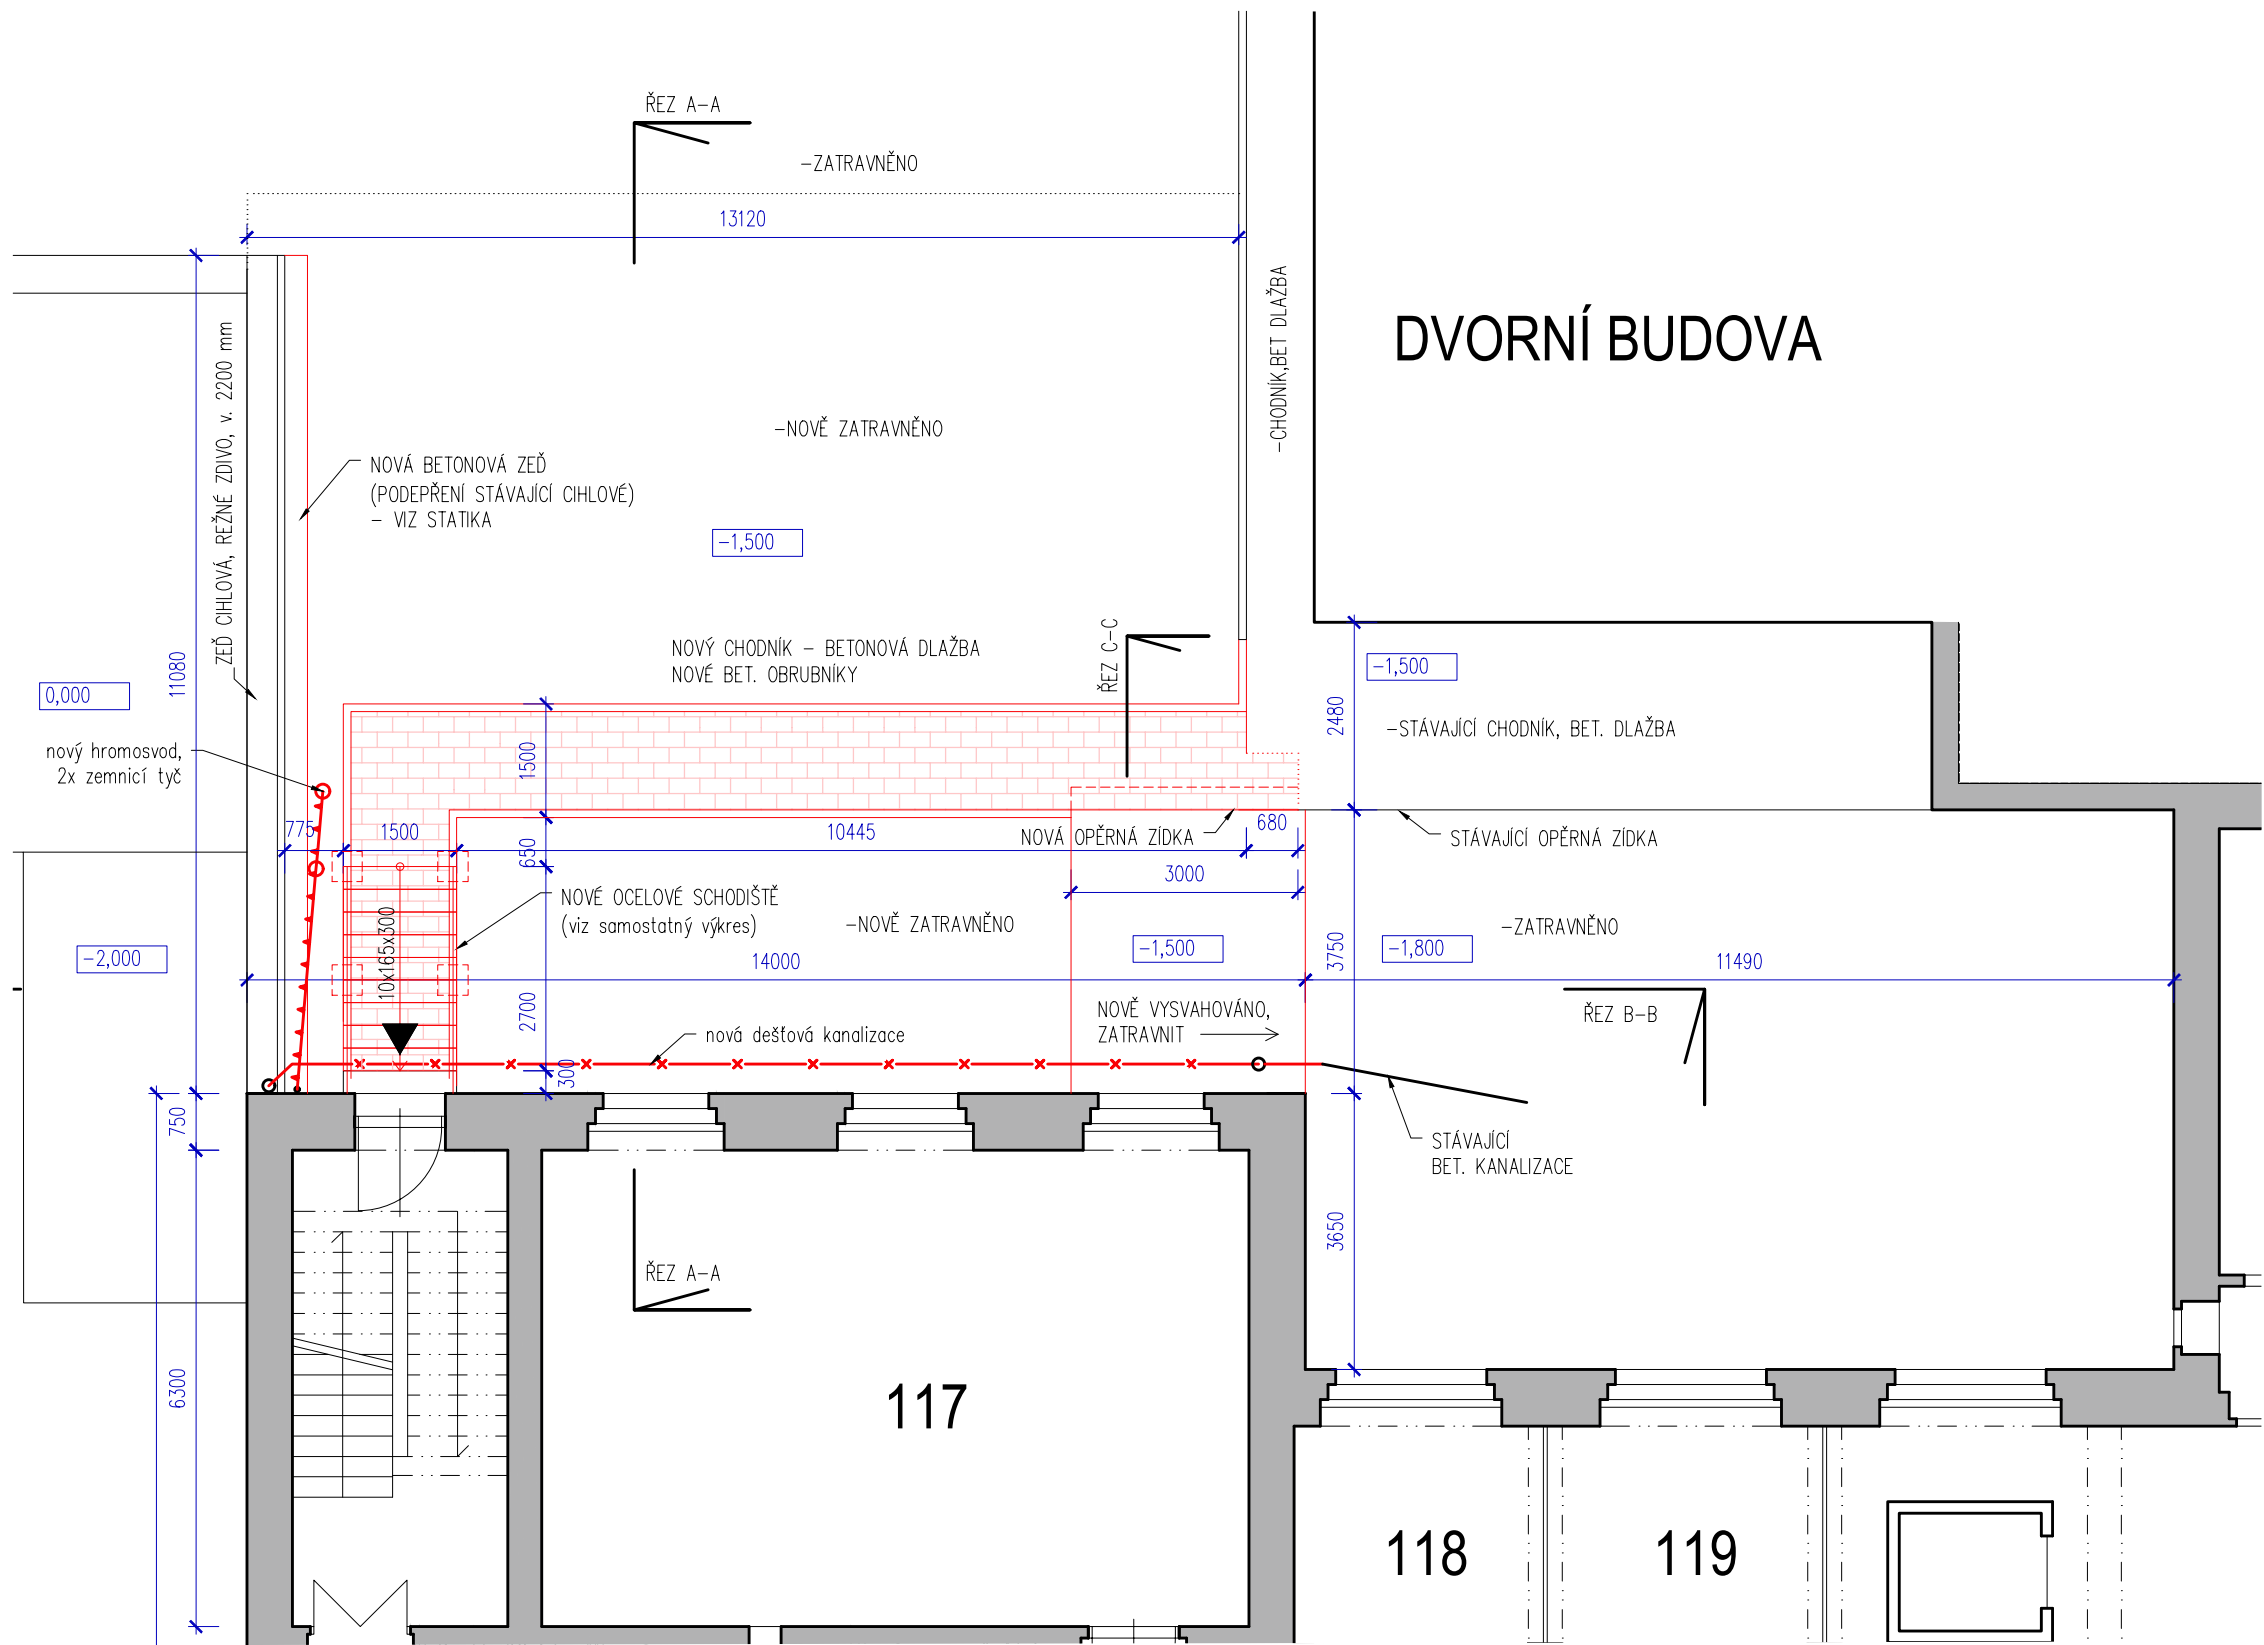 ŘEZ A-A
-ZATRAVNĚNO
13120
-CHODNÍK,BET DLAŽBA
DVORNÍ BUDOVA
ZEĎ CIHLOVÁ, REŽNÉ ZDIVO, v. 2200 mm
-NOVĚ ZATRAVNĚNO
NOVÁ BETONOVÁ ZEĎ
(PODEPŘENÍ STÁVAJÍCÍ CIHLOVÉ)
- VIZ STATIKA
-1,500
11080
0,000
NOVÝ CHODNÍK - BETONOVÁ DLAŽBA
NOVÉ BET. OBRUBNÍKY
ŘEZ C-C
-1,500
2480
-STÁVAJÍCÍ CHODNÍK, BET. DLAŽBA
nový hromosvod,
2x zemnicí tyč
1500
775
1500
10445
650
NOVÁ OPĚRNÁ ZÍDKA
680
STÁVAJÍCÍ OPĚRNÁ ZÍDKA
3000
NOVÉ OCELOVÉ SCHODIŠTĚ
(viz samostatný výkres)
-NOVĚ ZATRAVNĚNO
-ZATRAVNĚNO
10x165x300
-2,000
-1,500
-1,800
3750
14000
11490
2700
NOVĚ VYSVAHOVÁNO,
ZATRAVNIT
ŘEZ B-B
nová dešťová kanalizace
300
750
STÁVAJÍCÍ
BET. KANALIZACE
3650
ŘEZ A-A
6300
117
118
119